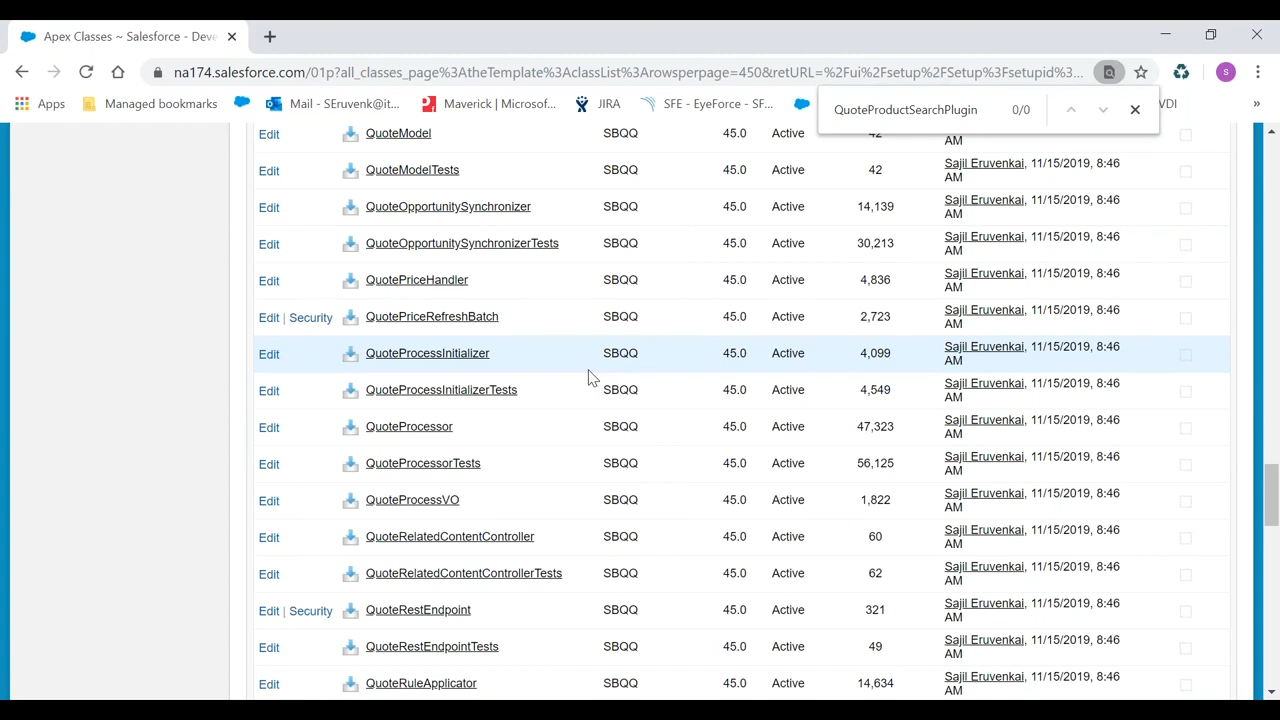 Apex Classes ~ Salesforce - Deve
na174.salesforce.com/01p?all_classes_page%3AtheTemplate%3AclassList%3Arowsperpage=450&retURL=%2Fui%2Fsetup%2FSetup%3Fsetupid%3...
S
Apps Managed bookmarks Mail - SEruvenk@it... Maverick | Microsof... JIRA SFE - EyeForce - SF... VDI »
QuoteProductSearchPlugin 0/0
Edit QuoteModel SBQQ 45.0 Active 42 AM
Edit QuoteModelTests SBQQ 45.0 Active 42 Sajil Eruvenkai, 11/15/2019, 8:46
AM
Edit QuoteOpportunitySynchronizer SBQQ 45.0 Active 14,139 Sajil Eruvenkai, 11/15/2019, 8:46
AM
Edit QuoteOpportunitySynchronizerTests SBQQ 45.0 Active 30,213 Sajil Eruvenkai, 11/15/2019, 8:46
AM
Edit QuotePriceHandler SBQQ 45.0 Active 4,836 Sajil Eruvenkai, 11/15/2019, 8:46
AM
Edit | Security QuotePriceRefreshBatch SBQQ 45.0 Active 2,723 Sajil Eruvenkai, 11/15/2019, 8:46
AM
Edit QuoteProcessInitializer SBQQ 45.0 Active 4,099 Sajil Eruvenkai, 11/15/2019, 8:46
AM
Edit QuoteProcessInitializerTests SBQQ 45.0 Active 4,549 Sajil Eruvenkai, 11/15/2019, 8:46
AM
Edit QuoteProcessor SBQQ 45.0 Active 47,323 Sajil Eruvenkai, 11/15/2019, 8:46
AM
Edit QuoteProcessorTests SBQQ 45.0 Active 56,125 Sajil Eruvenkai, 11/15/2019, 8:46
AM
Edit QuoteProcessVO SBQQ 45.0 Active 1,822 Sajil Eruvenkai, 11/15/2019, 8:46
AM
Edit QuoteRelatedContentController SBQQ 45.0 Active 60 Sajil Eruvenkai, 11/15/2019, 8:46
AM
Edit QuoteRelatedContentControllerTests SBQQ 45.0 Active 62 Sajil Eruvenkai, 11/15/2019, 8:46
AM
Edit | Security QuoteRestEndpoint SBQQ 45.0 Active 321 Sajil Eruvenkai, 11/15/2019, 8:46
AM
Edit QuoteRestEndpointTests SBQQ 45.0 Active 49 Sajil Eruvenkai, 11/15/2019, 8:46
AM
Edit QuoteRuleApplicator SBQQ 45.0 Active 14,634 Sajil Eruvenkai, 11/15/2019, 8:46
AM